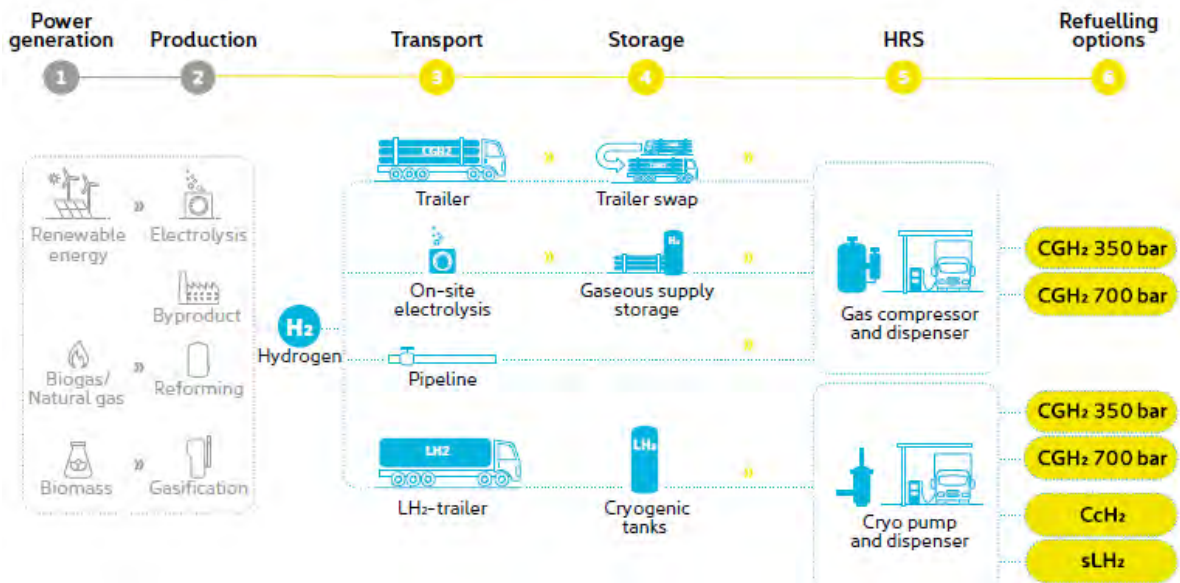 Power
generation
Production
Transport
Storage
HRS
Refuelling
options
1
2
3
4
5
6
CGH2
Trailer
Trailer swap
Renewable
energy
Electrolysis
H₂
On-site
electrolysis
Gaseous supply
storage
Byproduct
H₂
Hydrogen
Biogas/
Natural gas
Reforming
Pipeline
Biomass
Gasification
LH2
LH₂-trailer
LH₂
Cryogenic
tanks
Gas compressor
and dispenser
CGH₂ 350 bar
CGH₂ 700 bar
Cryo pump
and dispenser
CGH₂ 350 bar
CGH₂ 700 bar
CcH₂
sLH₂